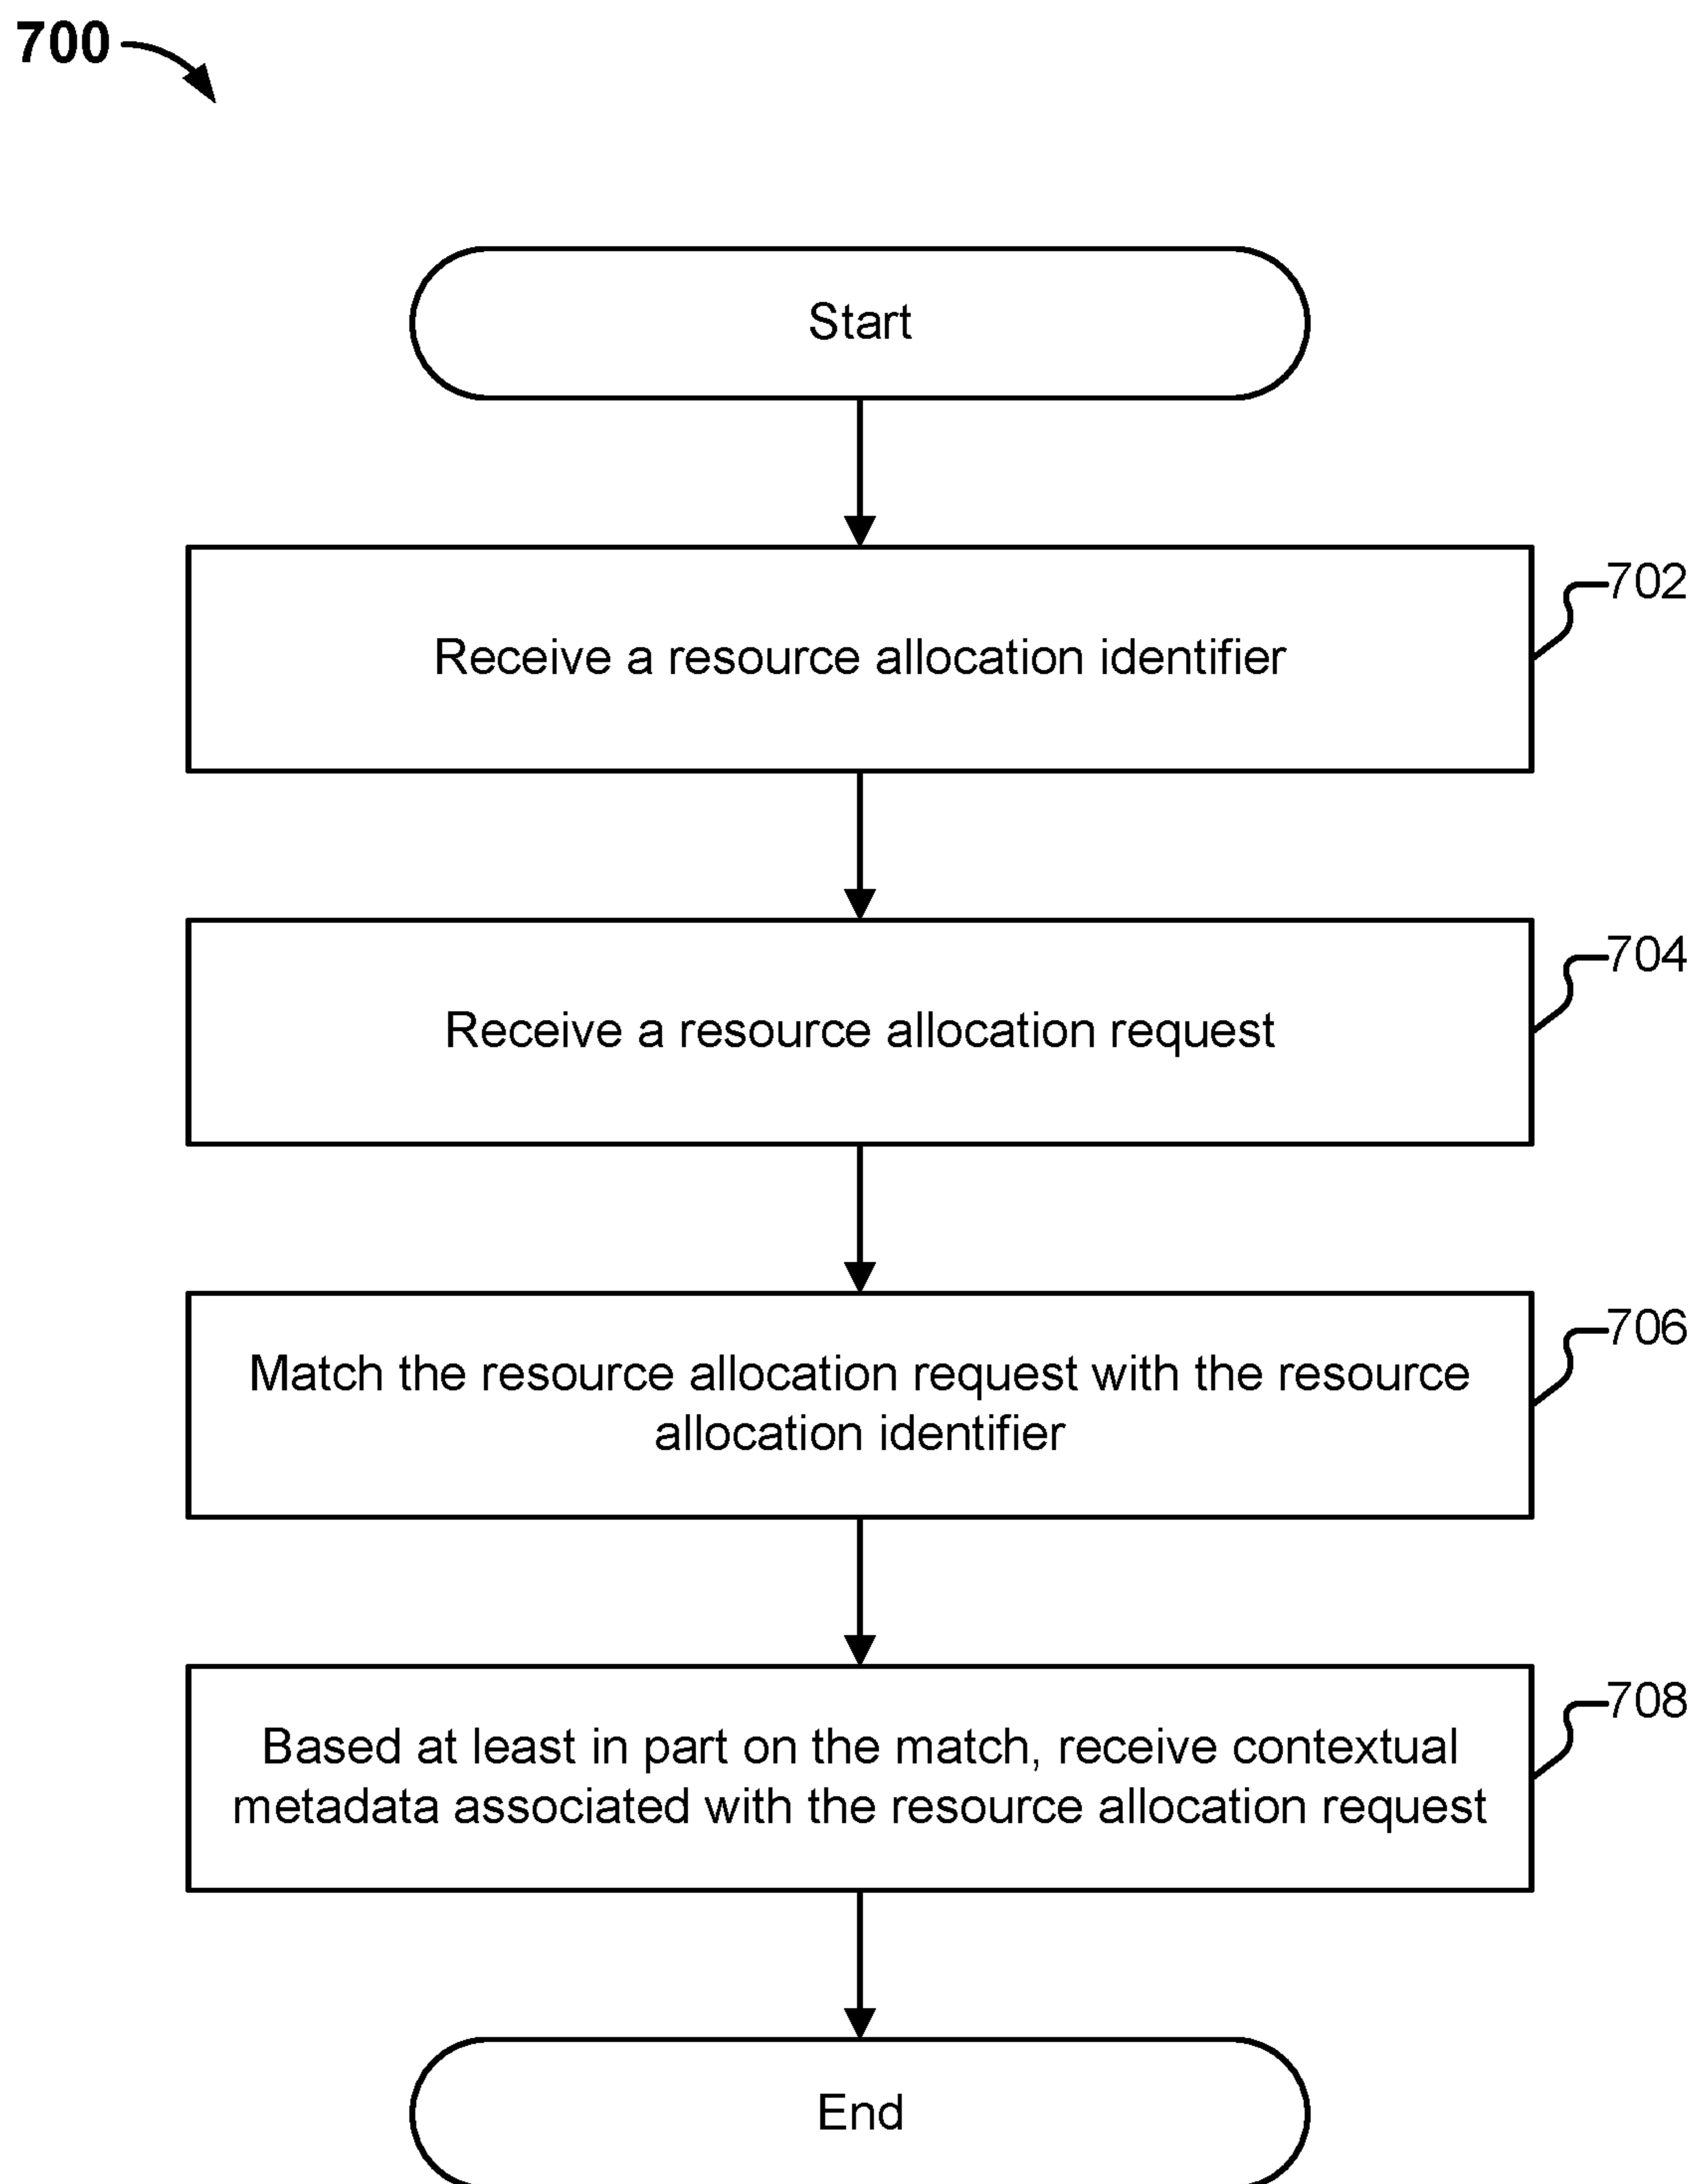 700
Start
702
Receive a resource allocation identifier
704
Receive a resource allocation request
706
Match the resource allocation request with the resource
allocation identifier
708
Based at least in part on the match, receive contextual
metadata associated with the resource allocation request
End